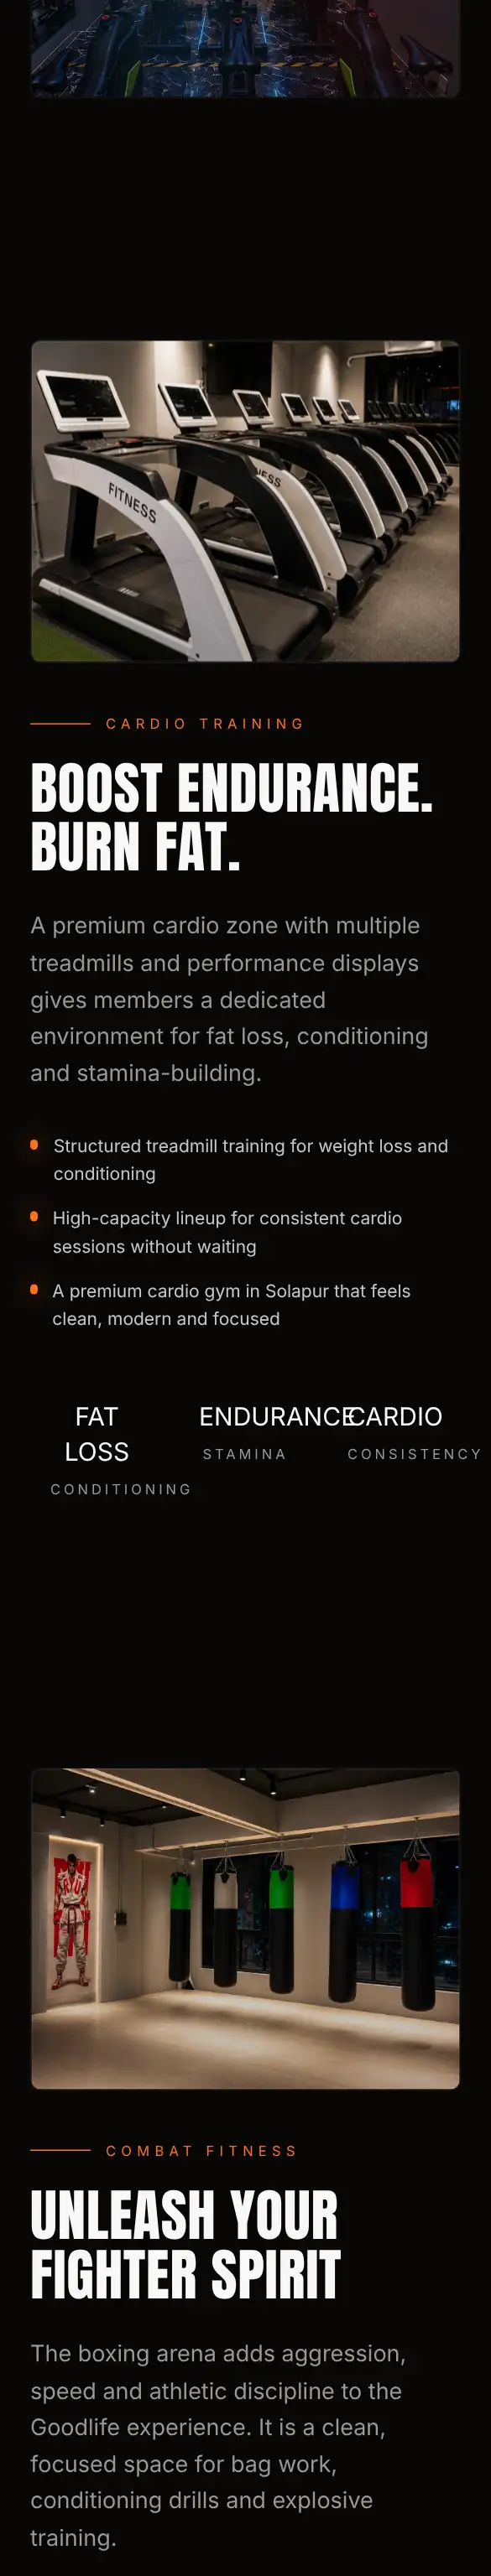 FITNESS
NESS
CARDIO TRAINING
BOOST ENDURANCE.
BURN FAT.
A premium cardio zone with multiple
treadmills and performance displays
gives members a dedicated
environment for fat loss, conditioning
and stamina-building.
Structured treadmill training for weight loss and
conditioning
High-capacity lineup for consistent cardio
sessions without waiting
A premium cardio gym in Solapur that feels
clean, modern and focused
FAT
LOSS
CONDITIONING
ENDURANCE
STAMINA
CARDIO
CONSISTENCY
COMBAT FITNESS
UNLEASH YOUR
FIGHTER SPIRIT
The boxing arena adds aggression,
speed and athletic discipline to the
Goodlife experience. It is a clean,
focused space for bag work,
conditioning drills and explosive
training.